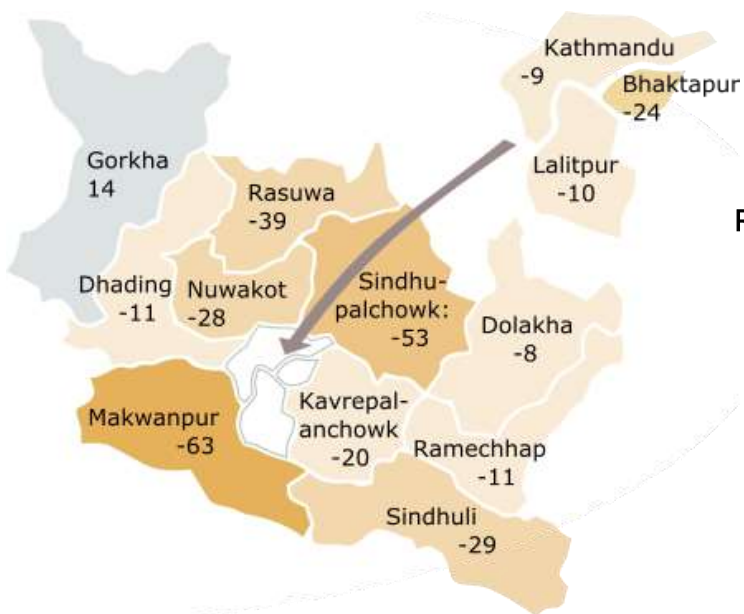 Kathmandu
-9
Bhaktapur
-24
Lalitpur
-10
Gorkha
14
Rasuwa
-39
Dhading
-11
Nuwakot
-28
Sindhu-
palchowk:
-53
Dolakha
-8
Makwanpur
-63
Kavrepal-
anchowk
-20
Ramechhap
-11
Sindhuli
-29